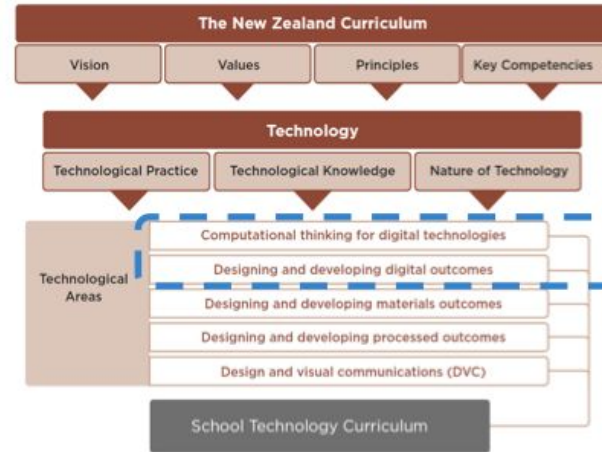 The New Zealand Curriculum
Vision
Values
Principles
Key Competencies
Technology
Technological Practice
Technological Knowledge
Nature of Technology
Technological
Areas
Computational thinking for digital technologies
Designing and developing digital outcomes
Designing and developing materials outcomes
Designing and developing processed outcomes
Design and visual communications (DVC)
School Technology Curriculum